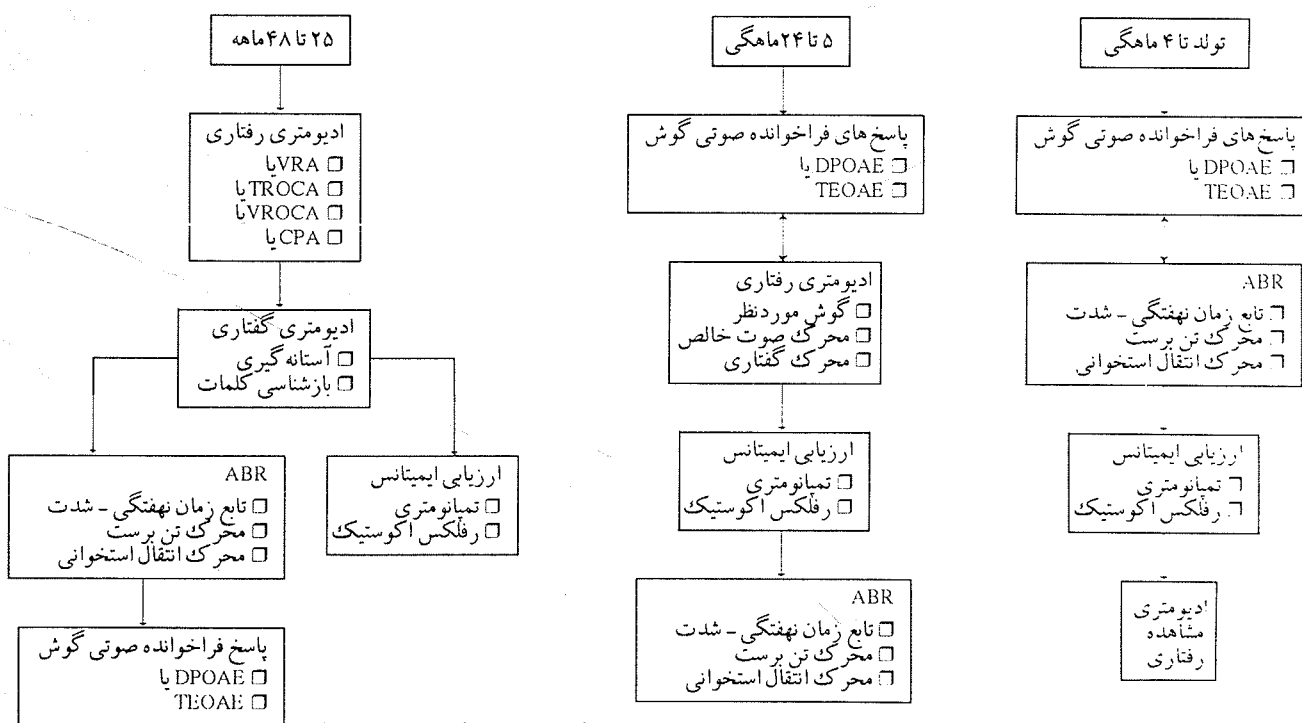 تولد تا ۴ ماهگی
پاسخ‌های فراخوانده صوتی گوش
DPOAE یا
TEOAE
ABR
تابع زمان نهفتگی - شدت
محرک تن برست
محرک انتقال استخوانی
ارزیابی ایمیتانس
تمپانومتری
رفلکس اکوستیک
ادیومتری
مشاهده
رفتاری
۵ تا ۲۴ ماهگی
پاسخ‌های فراخوانده صوتی گوش
DPOAE یا
TEOAE
ادیومتری رفتاری
گوش موردنظر
محرک صوت خالص
محرک گفتاری
ارزیابی ایمیتانس
تمپانومتری
رفلکس اکوستیک
ABR
تابع زمان نهفتگی - شدت
محرک تن برست
محرک انتقال استخوانی
۲۵ تا ۴۸ ماهه
ادیومتری رفتاری
VRA یا
TROCA یا
VROCA یا
CPA یا
ادیومتری گفتاری
آستانه گیری
بازشناسی کلمات
ارزیابی ایمیتانس
تمپانومتری
رفلکس اکوستیک
ABR
تابع زمان نهفتگی - شدت
محرک تن برست
محرک انتقال استخوانی
پاسخ فراخوانده صوتی گوش
DPOAE یا
TEOAE